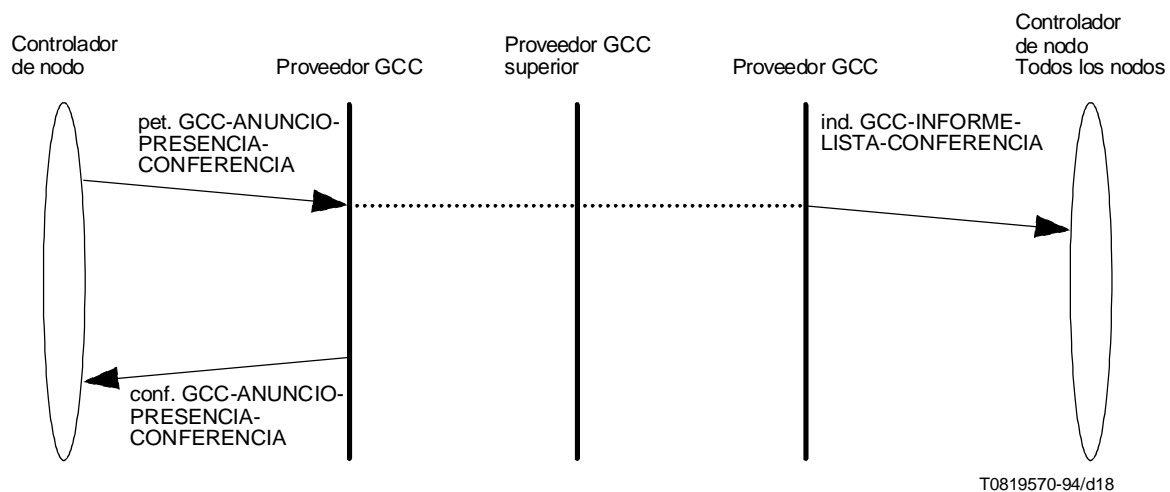 Controlador
de nodo
Proveedor GCC
Proveedor GCC
superior
Proveedor GCC
Controlador
de nodo
Todos los nodos
pet. GCC-ANUNCIO-
PRESENCIA-
CONFERENCIA
ind. GCC-INFORME-
LISTA-CONFERENCIA
conf. GCC-ANUNCIO-
PRESENCIA-
CONFERENCIA
T0819570-94/d18